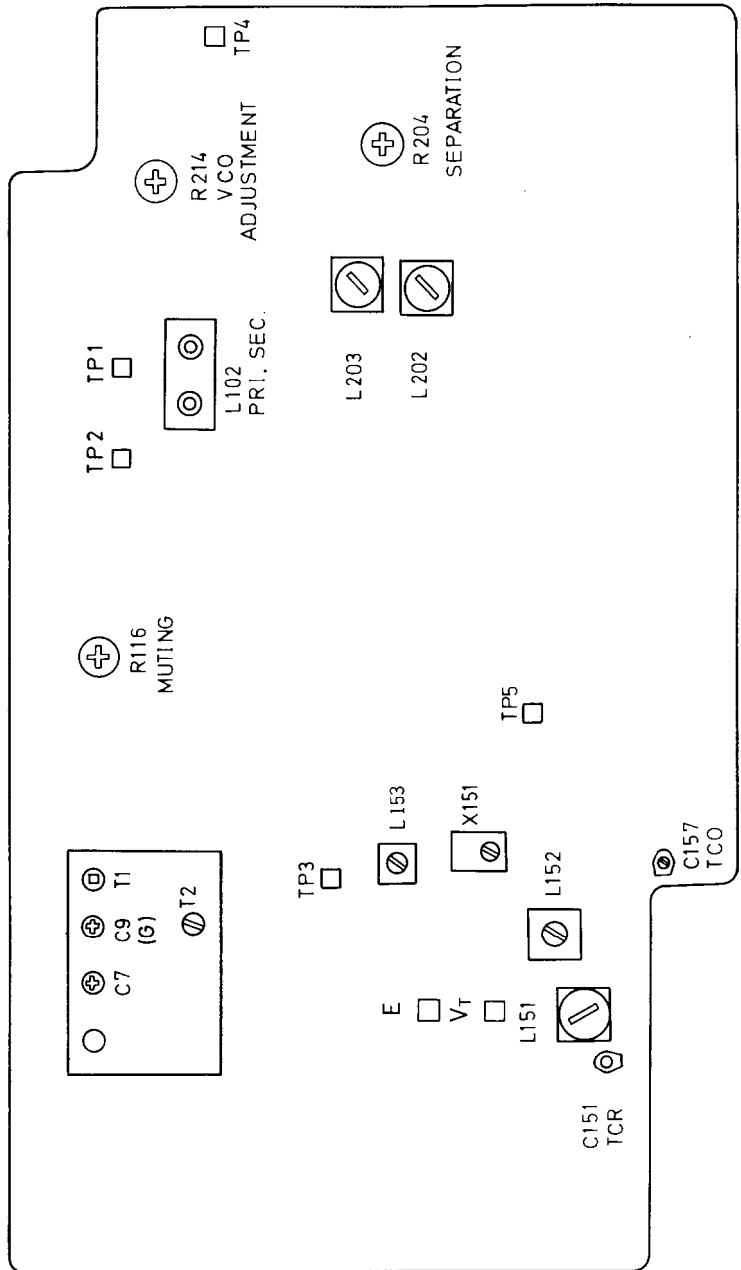 TP4
R214
VCO
ADJUSTMENT
R204
SEPARATION
TP1
TP2
L102
PRI. SEC.
L203
L202
R116
MUTING
TP5
TP3
L153
X151
L152
C157
TCO
T1
C9
(G)
C7
T2
E
VT
L151
C151
TCR